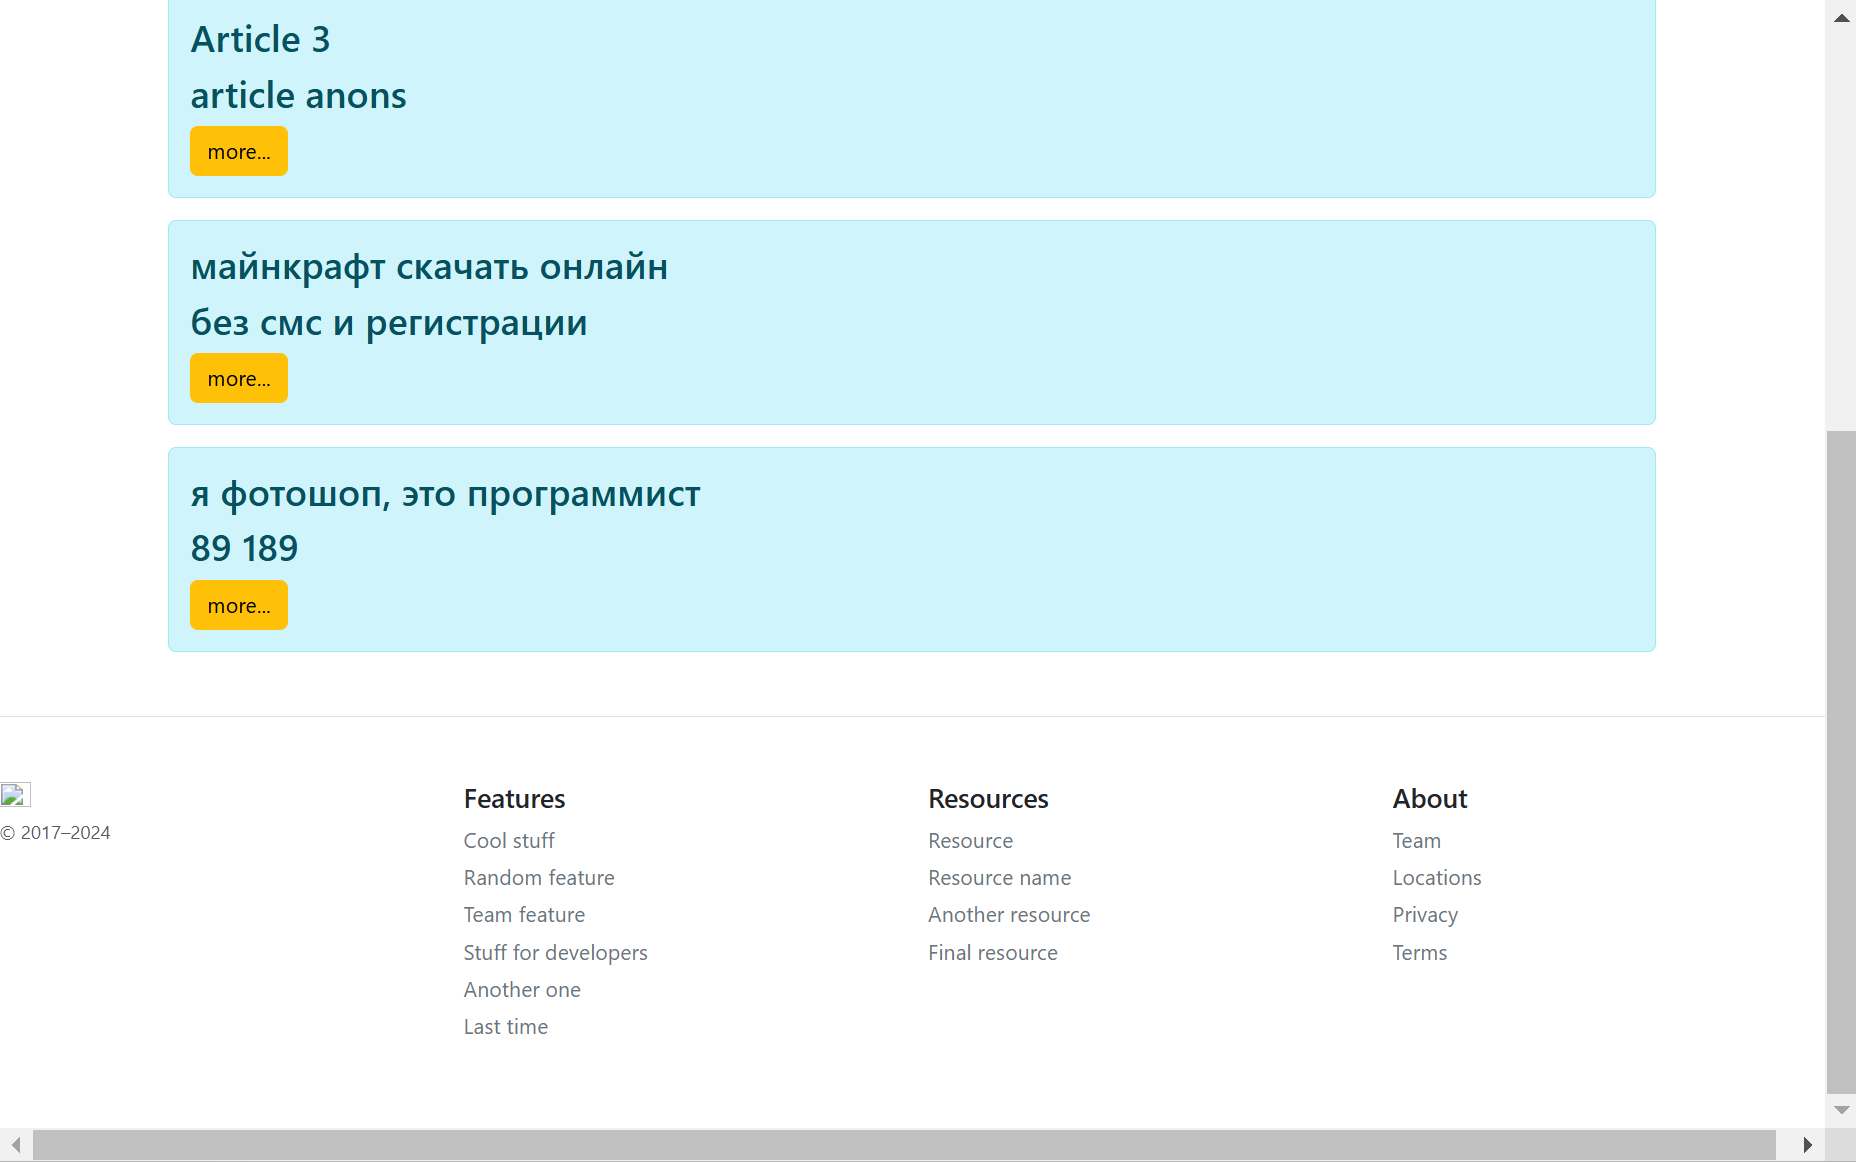 Article 3
article anons
more...
майнкрафт скачать онлайн
без смс и регистрации
more...
я фотошоп, это программист
89 189
more...
© 2017–2024
Features
Cool stuff
Random feature
Team feature
Stuff for developers
Another one
Last time
Resources
Resource
Resource name
Another resource
Final resource
About
Team
Locations
Privacy
Terms